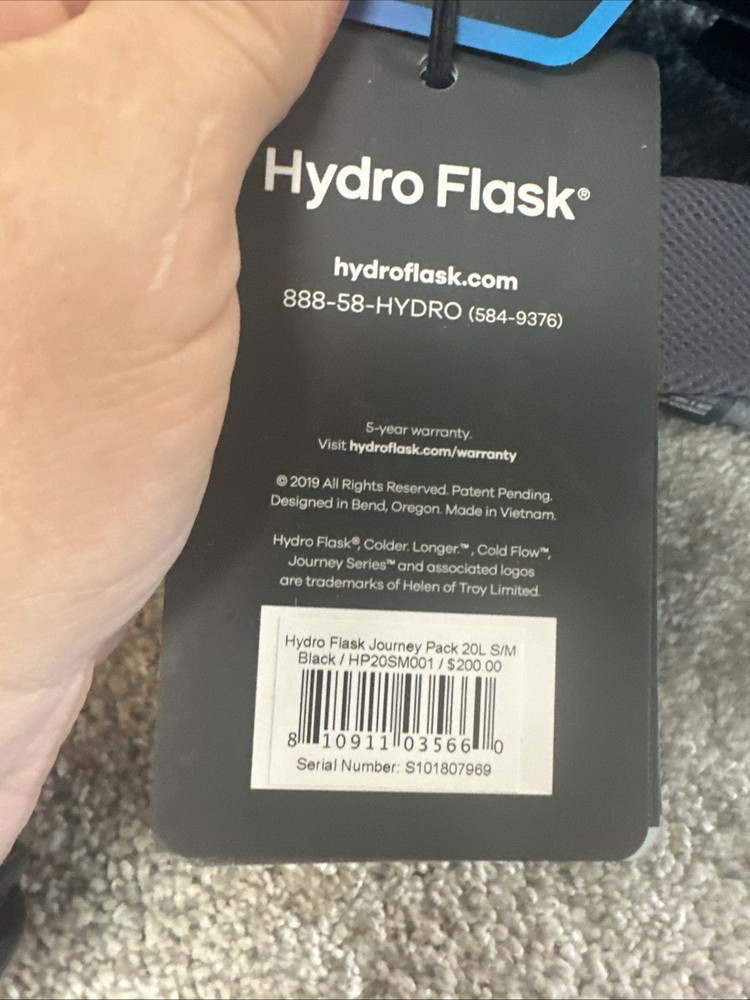 Hydro Flask®
hydroflask.com
888-58-HYDRO (584-9376)
5-year warranty.
Visit hydroflask.com/warranty
© 2019 All Rights Reserved. Patent Pending.
Designed in Bend, Oregon. Made in Vietnam.
Hydro Flask®, Colder. Longer.™, Cold Flow™,
Journey Series™ and associated logos
are trademarks of Helen of Troy Limited.
Hydro Flask Journey Pack 20L S/M
Black / HP20SM001 / $200.00
8 10911 03566 0
Serial Number: S101807969